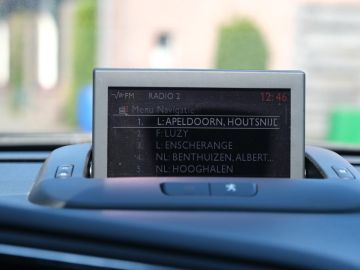 FM RADIO 2 12:46
Menu Navigatie
1. L: APELDOORN, HOUTSNIJD
2. F: LUZY
3. L: ENSCHERANGE
4. NL: BENTHUIZEN, ALBERT...
5. NL: HOOGHALEN